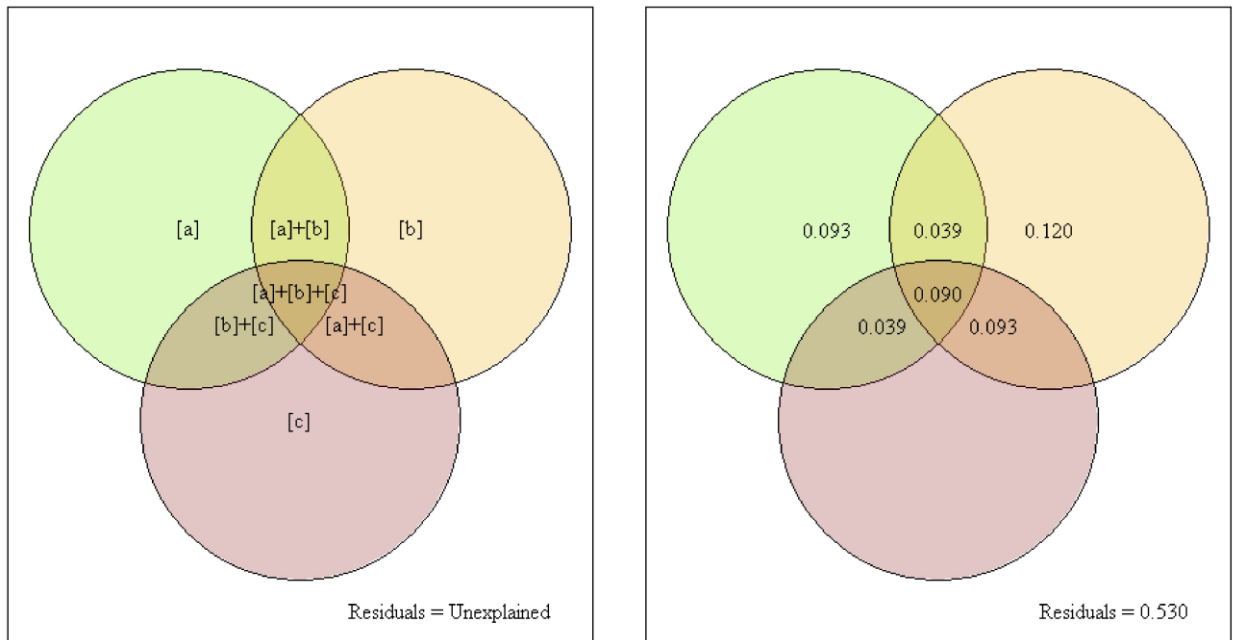 [a] [a]+[b] [b]
[a]+[b]+[c]
[b]+[c] [a]+[c]
[c]
Residuals = Unexplained
0.093 0.039 0.120
0.090
0.039 0.093
Residuals = 0.530